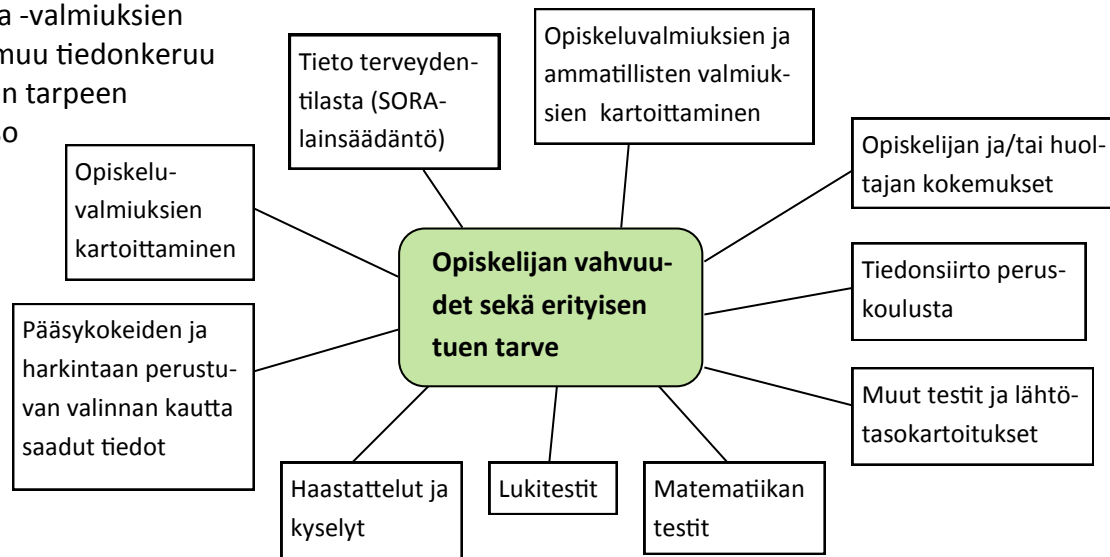 a -valmiuksien
muu tiedonkeruu
n tarpeen
so
Tieto terveyden-
tilasta (SORA-
lainsäädäntö)
Opiskeluvalmiuksien ja
ammatillisten valmiuk-
sien kartoittaminen
Opiskelijan ja/tai huol-
tajan kokemukset
Opiskelu-
valmiuksien
kartoittaminen
Opiskelijan vahvuu-
det sekä erityisen
tuen tarve
Tiedonsiirto perus-
koulusta
Pääsykokeiden ja
harkintaan perustu-
van valinnan kautta
saadut tiedot
Muut testit ja lähtö-
tasokartoitukset
Haastattelut ja
kyselyt
Lukitestit
Matematiikan
testit